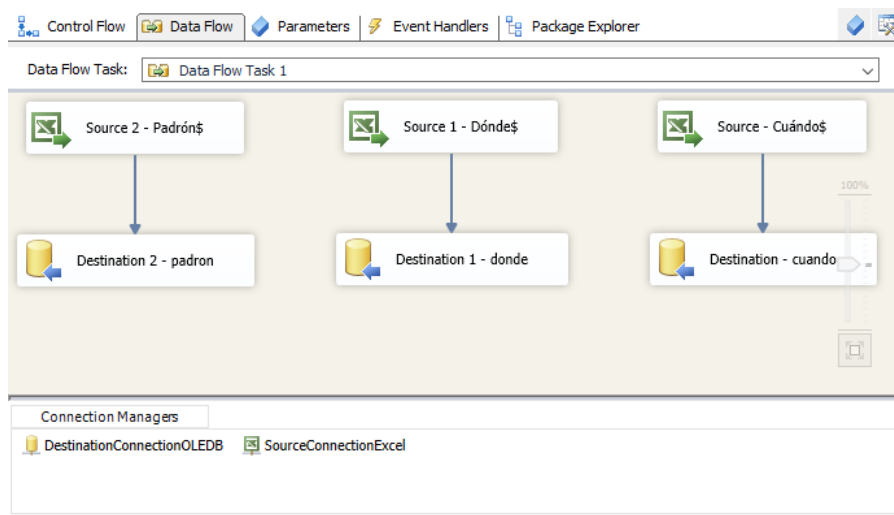 Control Flow Data Flow Parameters Event Handlers Package Explorer
Data Flow Task: Data Flow Task 1
Source 2 - Padrón$ Source 1 - Dónde$ Source - Cuándo$
100%
Destination 2 - padron Destination 1 - donde Destination - cuando
Connection Managers
DestinationConnectionOLEDB SourceConnectionExcel